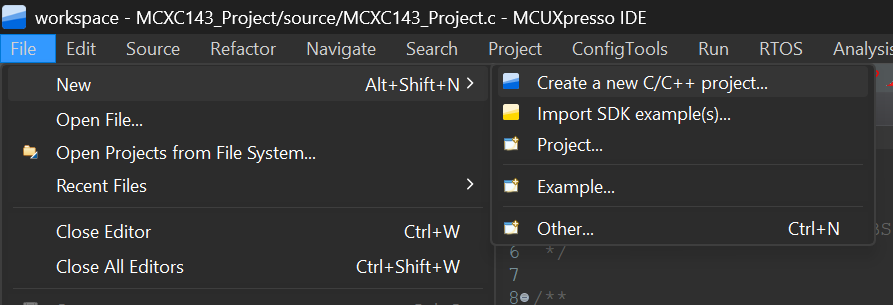 workspace - MCXC143_Project/source/MCXC143_Project.c - MCUXpresso IDE
File Edit Source Refactor Navigate Search Project ConfigTools Run RTOS Analysis
New Alt+Shift+N
Create a new C/C++ project...
Open File...
Import SDK example(s)...
Open Projects from File System...
Project...
Recent Files
Example...
Close Editor Ctrl+W
Other... Ctrl+N
BS
6 */
Close All Editors Ctrl+Shift+W
7
8 /**